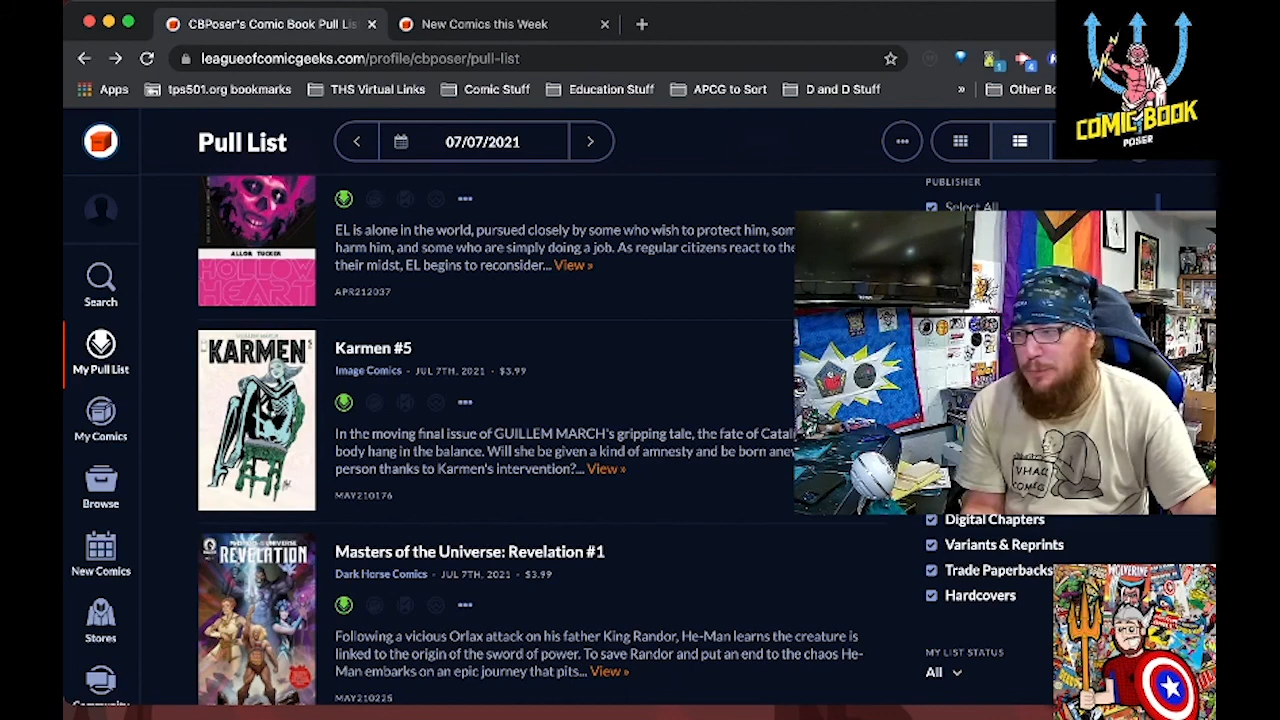 CBPoser's Comic Book Pull Lis
New Comics this Week
leagueofcomicgeeks.com/profile/cbposer/pull-list
Apps
tps501.org bookmarks
THS Virtual Links
Comic Stuff
Education Stuff
APCG to Sort
D and D Stuff
»
Other Bo
COMIC BOOK
POSER
Pull List
07/07/2021
PUBLISHER
Select All
EL is alone in the world, pursued closely by some who wish to protect him, som
harm him, and some who are simply doing a job. As regular citizens react to the
their midst, EL begins to reconsider... View »
APR212037
ALLOR TUCKER
HOLLOW
HEART
Search
My Pull List
My Comics
Browse
New Comics
Stores
Community
KARMEN
Karmen #5
Image Comics - JUL 7TH, 2021 - $3.99
In the moving final issue of GUILLEM MARCH's gripping tale, the fate of Catali
body hang in the balance. Will she be given a kind of amnesty and be born anew
person thanks to Karmen's intervention?... View »
MAY210176
REVELATION
Masters of the Universe: Revelation #1
Dark Horse Comics - JUL 7TH, 2021 - $3.99
Following a vicious Orlax attack on his father King Randor, He-Man learns the creature is
linked to the origin of the sword of power. To save Randor and put an end to the chaos He-
Man embarks on an epic journey that pits... View »
MAY210225
Digital Chapters
Variants & Reprints
Trade Paperbacks
Hardcovers
MY LIST STATUS
All
WOLVERINE